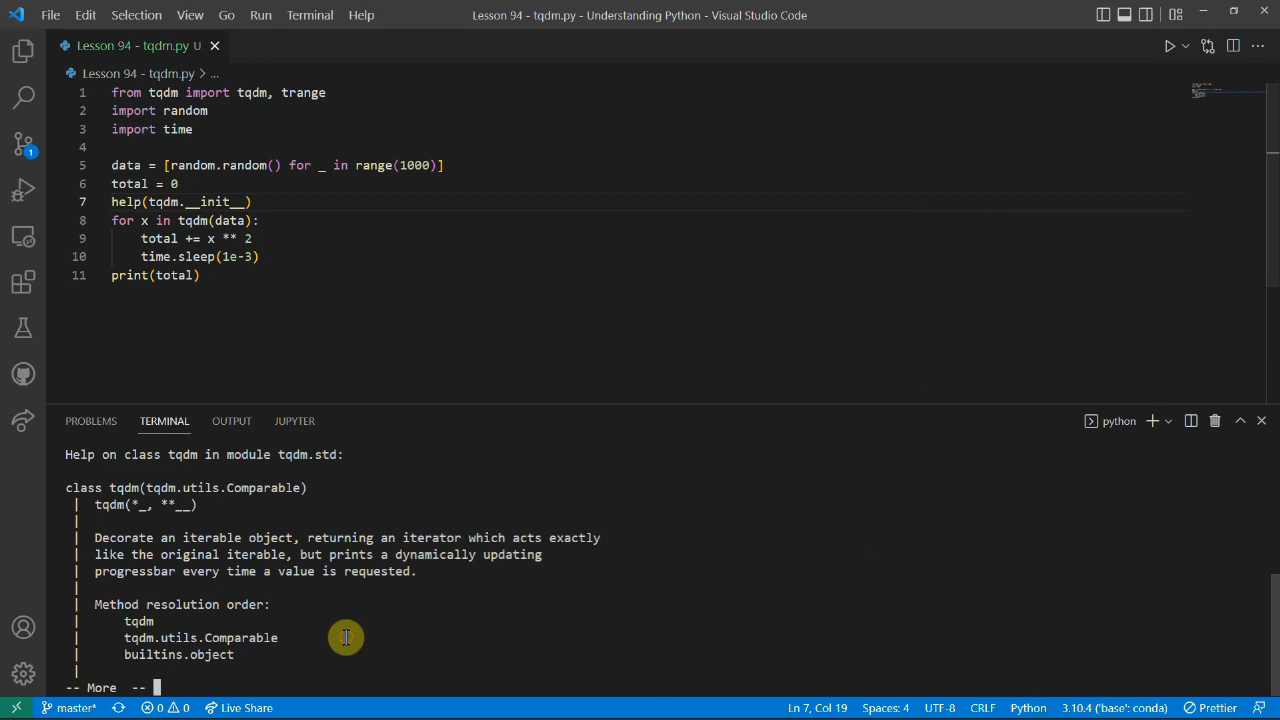 File Edit Selection View Go Run Terminal Help
Lesson 94 - tqdm.py - Understanding Python - Visual Studio Code
Lesson 94 - tqdm.py U
Lesson 94 - tqdm.py > ...
1 from tqdm import tqdm, trange
2 import random
3 import time
4
5 data = [random.random() for _ in range(1000)]
6 total = 0
7 help(tqdm.__init__)
8 for x in tqdm(data):
9 total += x ** 2
10 time.sleep(1e-3)
11 print(total)
1
PROBLEMS TERMINAL OUTPUT JUPYTER
python
Help on class tqdm in module tqdm.std:
class tqdm(tqdm.utils.Comparable)
| tqdm(*_, **__)
|
| Decorate an iterable object, returning an iterator which acts exactly
| like the original iterable, but prints a dynamically updating
| progressbar every time a value is requested.
|
| Method resolution order:
| tqdm
| tqdm.utils.Comparable
| builtins.object
|
-- More --
master* 0 0 Live Share
Ln 7, Col 19 Spaces: 4 UTF-8 CRLF Python 3.10.4 ('base': conda) Prettier